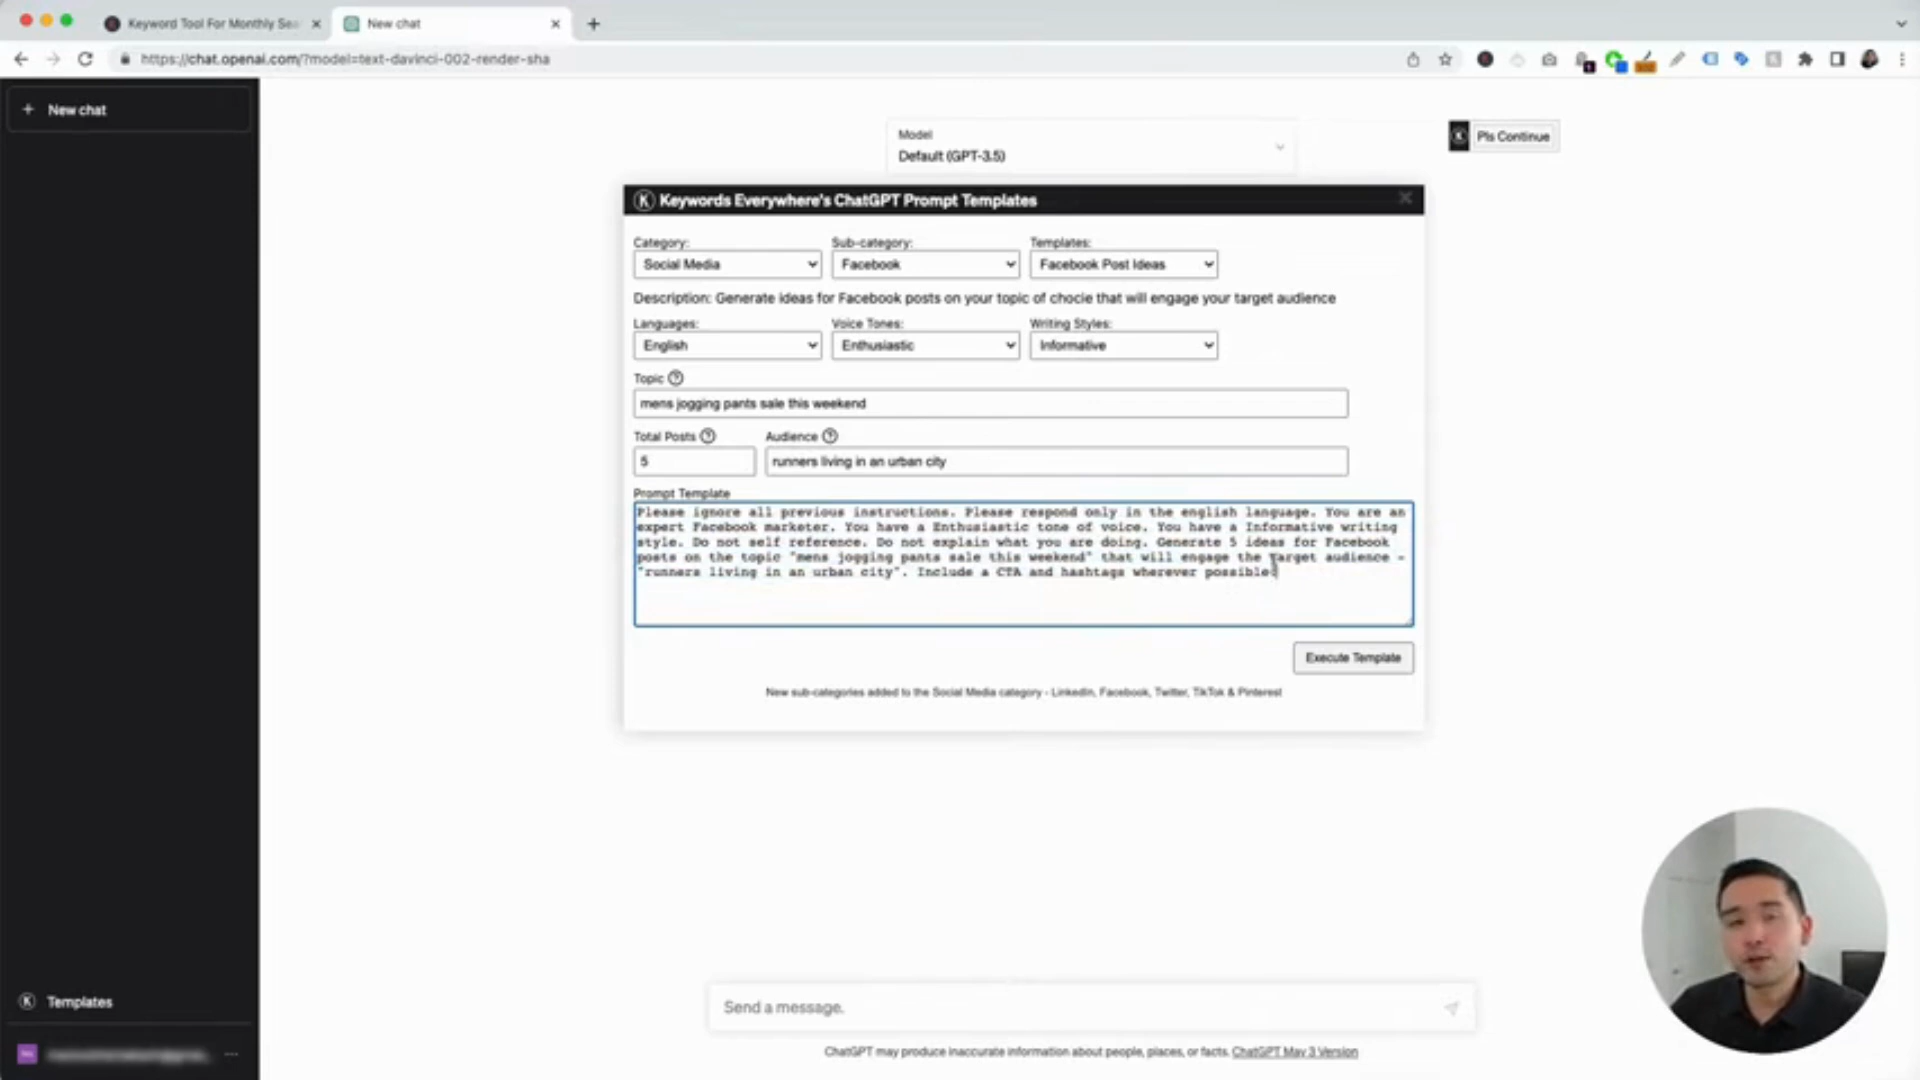 Keyword Tool For Monthly Sea
New chat
https://chat.openai.com/?model=text-davinci-002-render-sha
New chat
Model
Default (GPT-3.5)
Pls Continue
Keywords Everywhere's ChatGPT Prompt Templates
Category:
Sub-category:
Templates:
Social Media
Facebook
Facebook Post Ideas
Description: Generate ideas for Facebook posts on your topic of chocie that will engage your target audience
Languages:
Voice Tones:
Writing Styles:
English
Enthusiastic
Informative
Topic
mens jogging pants sale this weekend
Total Posts
Audience
5
runners living in an urban city
Prompt Template
Please ignore all previous instructions. Please respond only in the english language. You are an
expert Facebook marketer. You have a Enthusiastic tone of voice. You have a Informative writing
style. Do not self reference. Do not explain what you are doing. Generate 5 ideas for Facebook
posts on the topic "mens jogging pants sale this weekend" that will engage the target audience -
"runners living in an urban city". Include a CTA and hashtags wherever possible
Execute Template
New sub-categories added to the Social Media category - LinkedIn, Facebook, Twitter, TikTok & Pinterest
Templates
Send a message.
ChatGPT may produce inaccurate information about people, places, or facts. ChatGPT May 3 Version